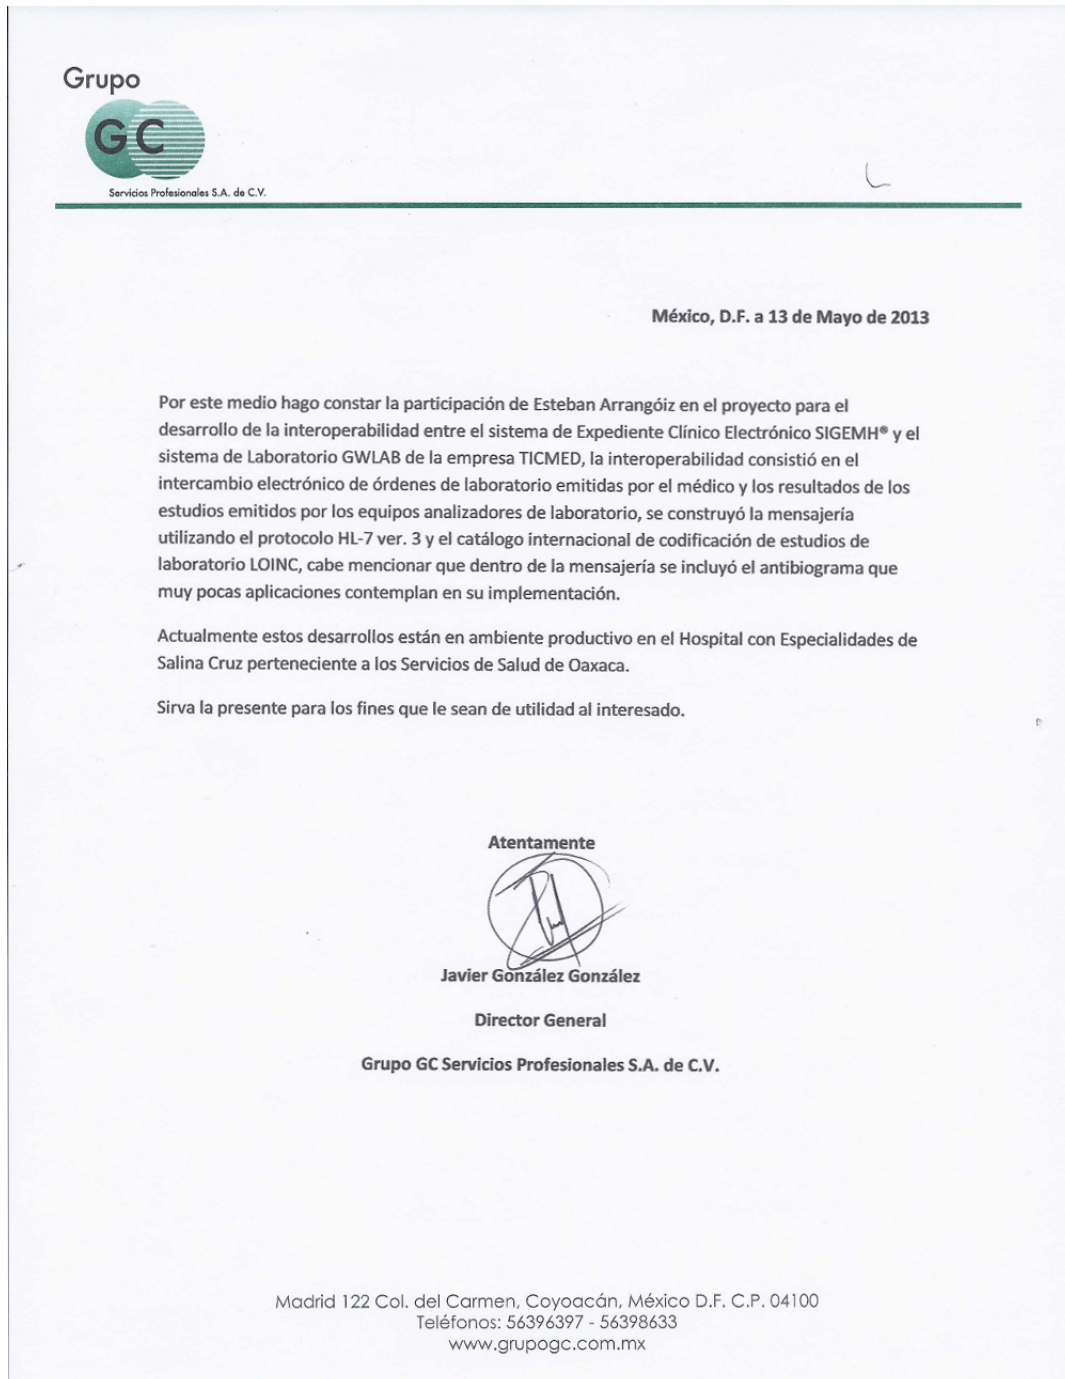 Grupo
GC
Servicios Profesionales S.A. de C.V.
México, D.F. a 13 de Mayo de 2013
Por este medio hago constar la participación de Esteban Arrangóiz en el proyecto para el
desarrollo de la interoperabilidad entre el sistema de Expediente Clínico Electrónico SIGEMH® y el
sistema de Laboratorio GWLAB de la empresa TICMED, la interoperabilidad consistió en el
intercambio electrónico de órdenes de laboratorio emitidas por el médico y los resultados de los
estudios emitidos por los equipos analizadores de laboratorio, se construyó la mensajería
utilizando el protocolo HL-7 ver. 3 y el catálogo internacional de codificación de estudios de
laboratorio LOINC, cabe mencionar que dentro de la mensajería se incluyó el antibiograma que
muy pocas aplicaciones contemplan en su implementación.
Actualmente estos desarrollos están en ambiente productivo en el Hospital con Especialidades de
Salina Cruz perteneciente a los Servicios de Salud de Oaxaca.
Sirva la presente para los fines que le sean de utilidad al interesado.
Atentamente
Javier González González
Director General
Grupo GC Servicios Profesionales S.A. de C.V.
Madrid 122 Col. del Carmen, Coyoacán, México D.F. C.P. 04100
Teléfonos: 56396397 - 56398633
www.grupogc.com.mx